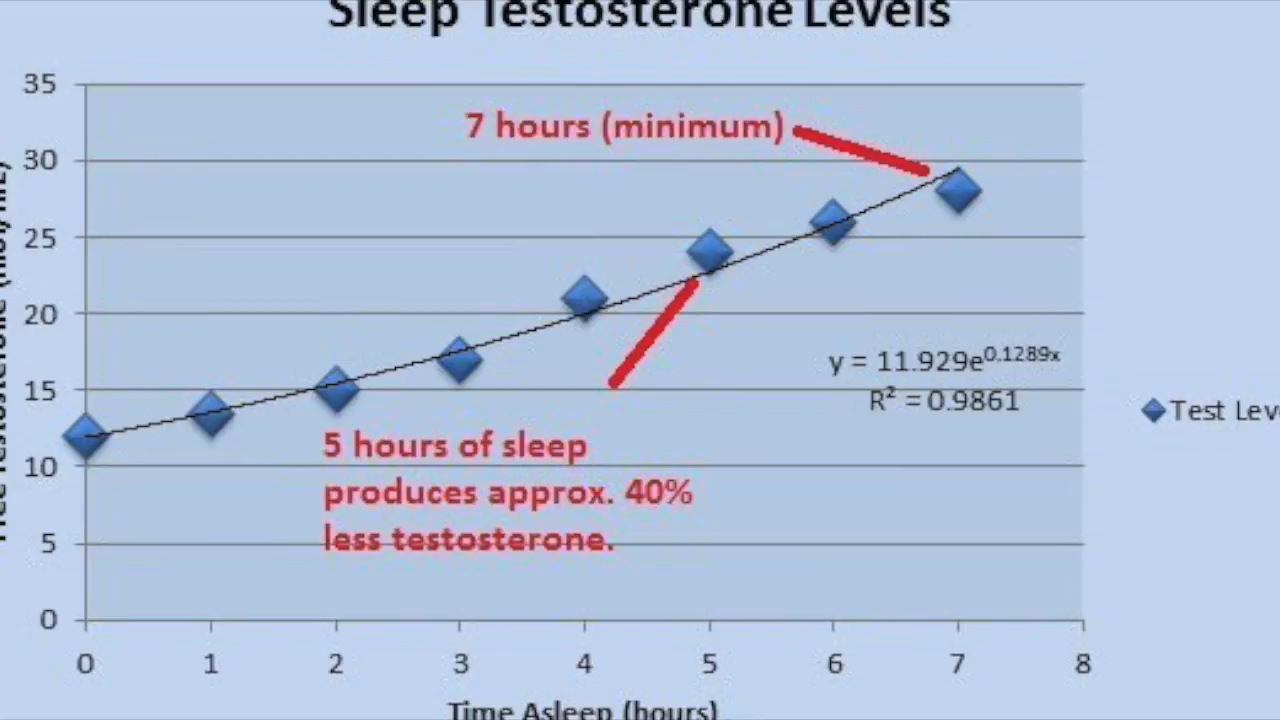 Sleep Testosterone Levels
35
7 hours (minimum)
30
25
20
y = 11.929e^0.1289x
15
R² = 0.9861
Test Lev
5 hours of sleep
10
produces approx. 40%
less testosterone.
5
0
0 1 2 3 4 5 6 7 8
Time Asleep (hours)